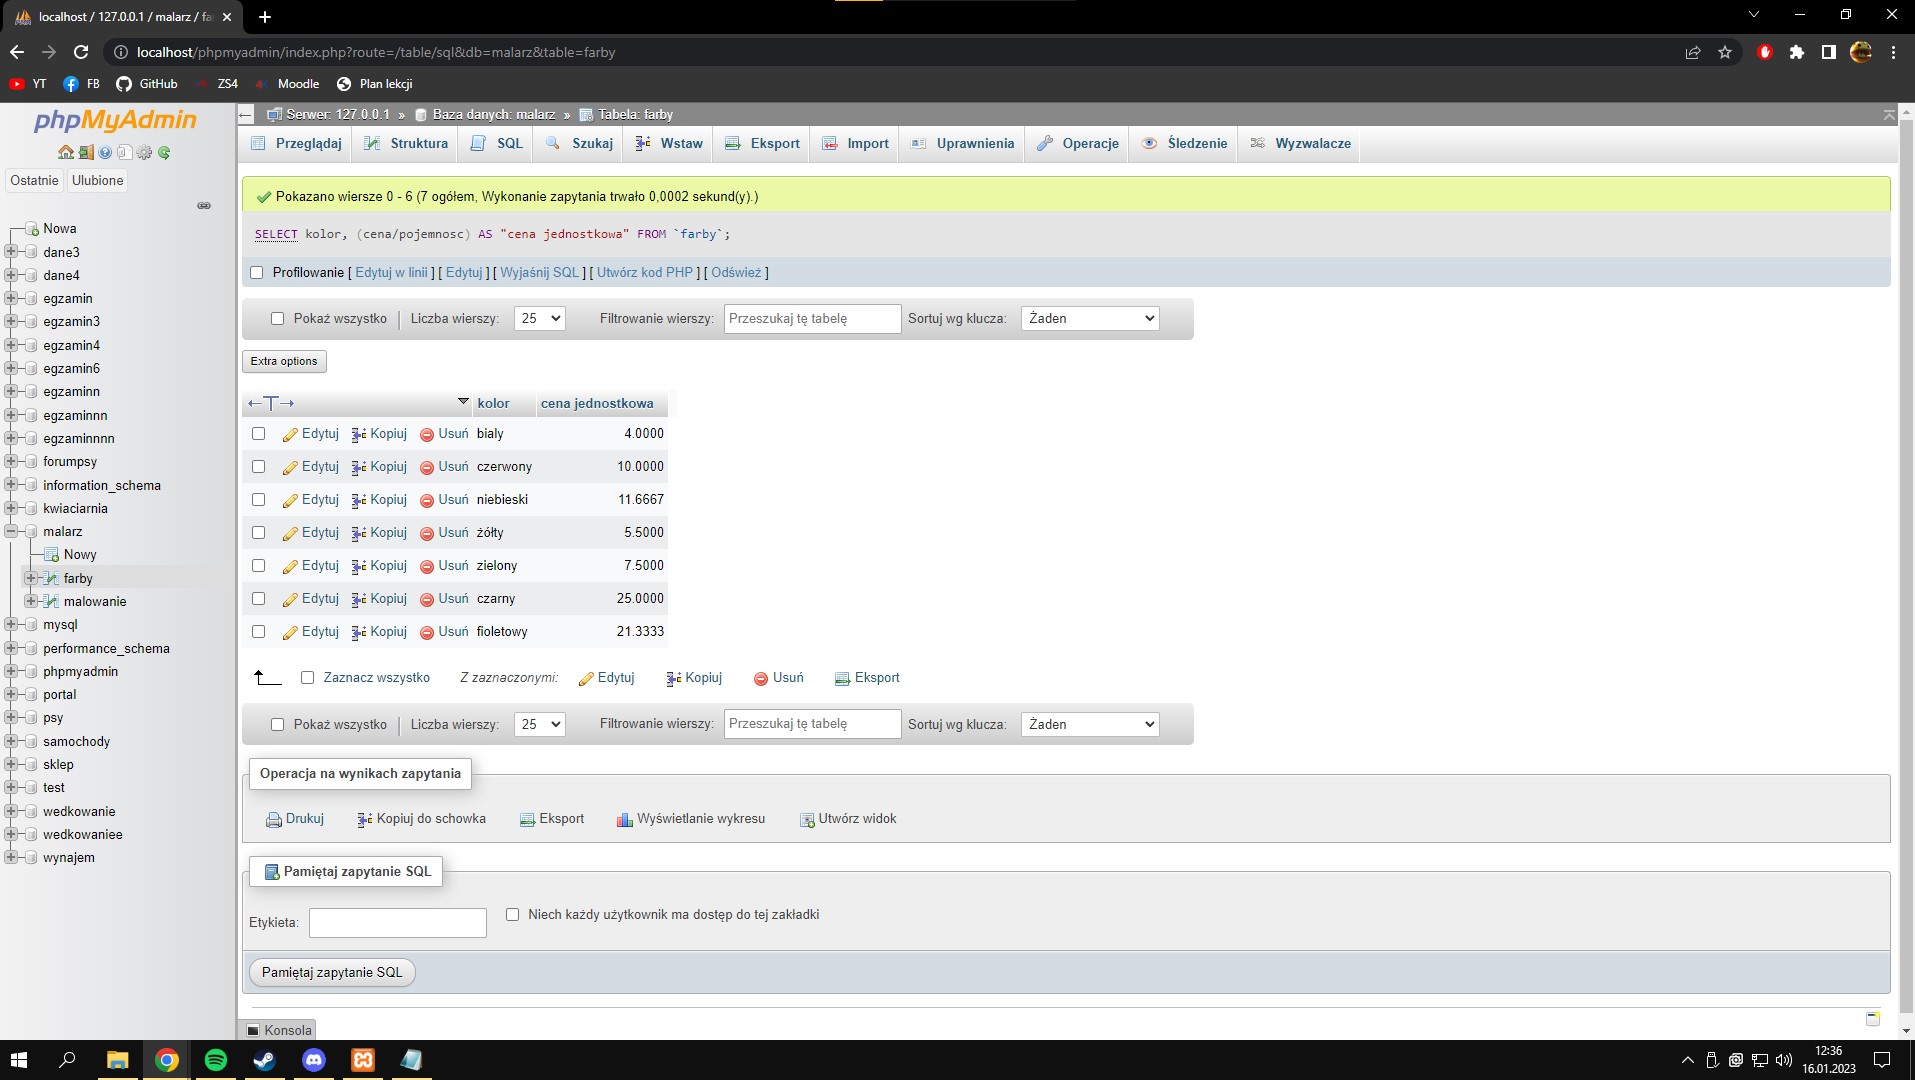 localhost / 127.0.0.1 / malarz / fa
localhost/phpmyadmin/index.php?route=/table/sql&db=malarz&table=farby
YT FB GitHub ZS4 Moodle Plan lekcji
phpMyAdmin
Ostatnie Ulubione
Nowa
dane3
dane4
egzamin
egzamin3
egzamin4
egzamin6
egzaminn
egzaminnn
egzaminnnn
forumpsy
information_schema
kwiaciarnia
malarz
Nowy
farby
malowanie
mysql
performance_schema
phpmyadmin
portal
psy
samochody
sklep
test
wedkowanie
wedkowaniee
wynajem
Serwer: 127.0.0.1 » Baza danych: malarz » Tabela: farby
Przeglądaj Struktura SQL Szukaj Wstaw Eksport Import Uprawnienia Operacje Śledzenie Wyzwalacze
Pokazano wiersze 0 - 6 (7 ogółem, Wykonanie zapytania trwało 0,0002 sekund(y).)
SELECT kolor, (cena/pojemnosc) AS "cena jednostkowa" FROM `farby`;
Profilowanie [ Edytuj w linii ] [ Edytuj ] [ Wyjaśnij SQL ] [ Utwórz kod PHP ] [ Odśwież ]
Pokaż wszystko | Liczba wierszy: 25 Filtrowanie wierszy: Przeszukaj tę tabelę Sortuj wg klucza: Żaden
Extra options
←T→ kolor cena jednostkowa
Edytuj Kopiuj Usuń bialy 4.0000
Edytuj Kopiuj Usuń czerwony 10.0000
Edytuj Kopiuj Usuń niebieski 11.6667
Edytuj Kopiuj Usuń żółty 5.5000
Edytuj Kopiuj Usuń zielony 7.5000
Edytuj Kopiuj Usuń czarny 25.0000
Edytuj Kopiuj Usuń fioletowy 21.3333
Zaznacz wszystko Z zaznaczonymi: Edytuj Kopiuj Usuń Eksport
Pokaż wszystko | Liczba wierszy: 25 Filtrowanie wierszy: Przeszukaj tę tabelę Sortuj wg klucza: Żaden
Operacja na wynikach zapytania
Drukuj Kopiuj do schowka Eksport Wyświetlanie wykresu Utwórz widok
Pamiętaj zapytanie SQL
Etykieta: Niech każdy użytkownik ma dostęp do tej zakładki
Pamiętaj zapytanie SQL
Konsola
12:36
16.01.2023